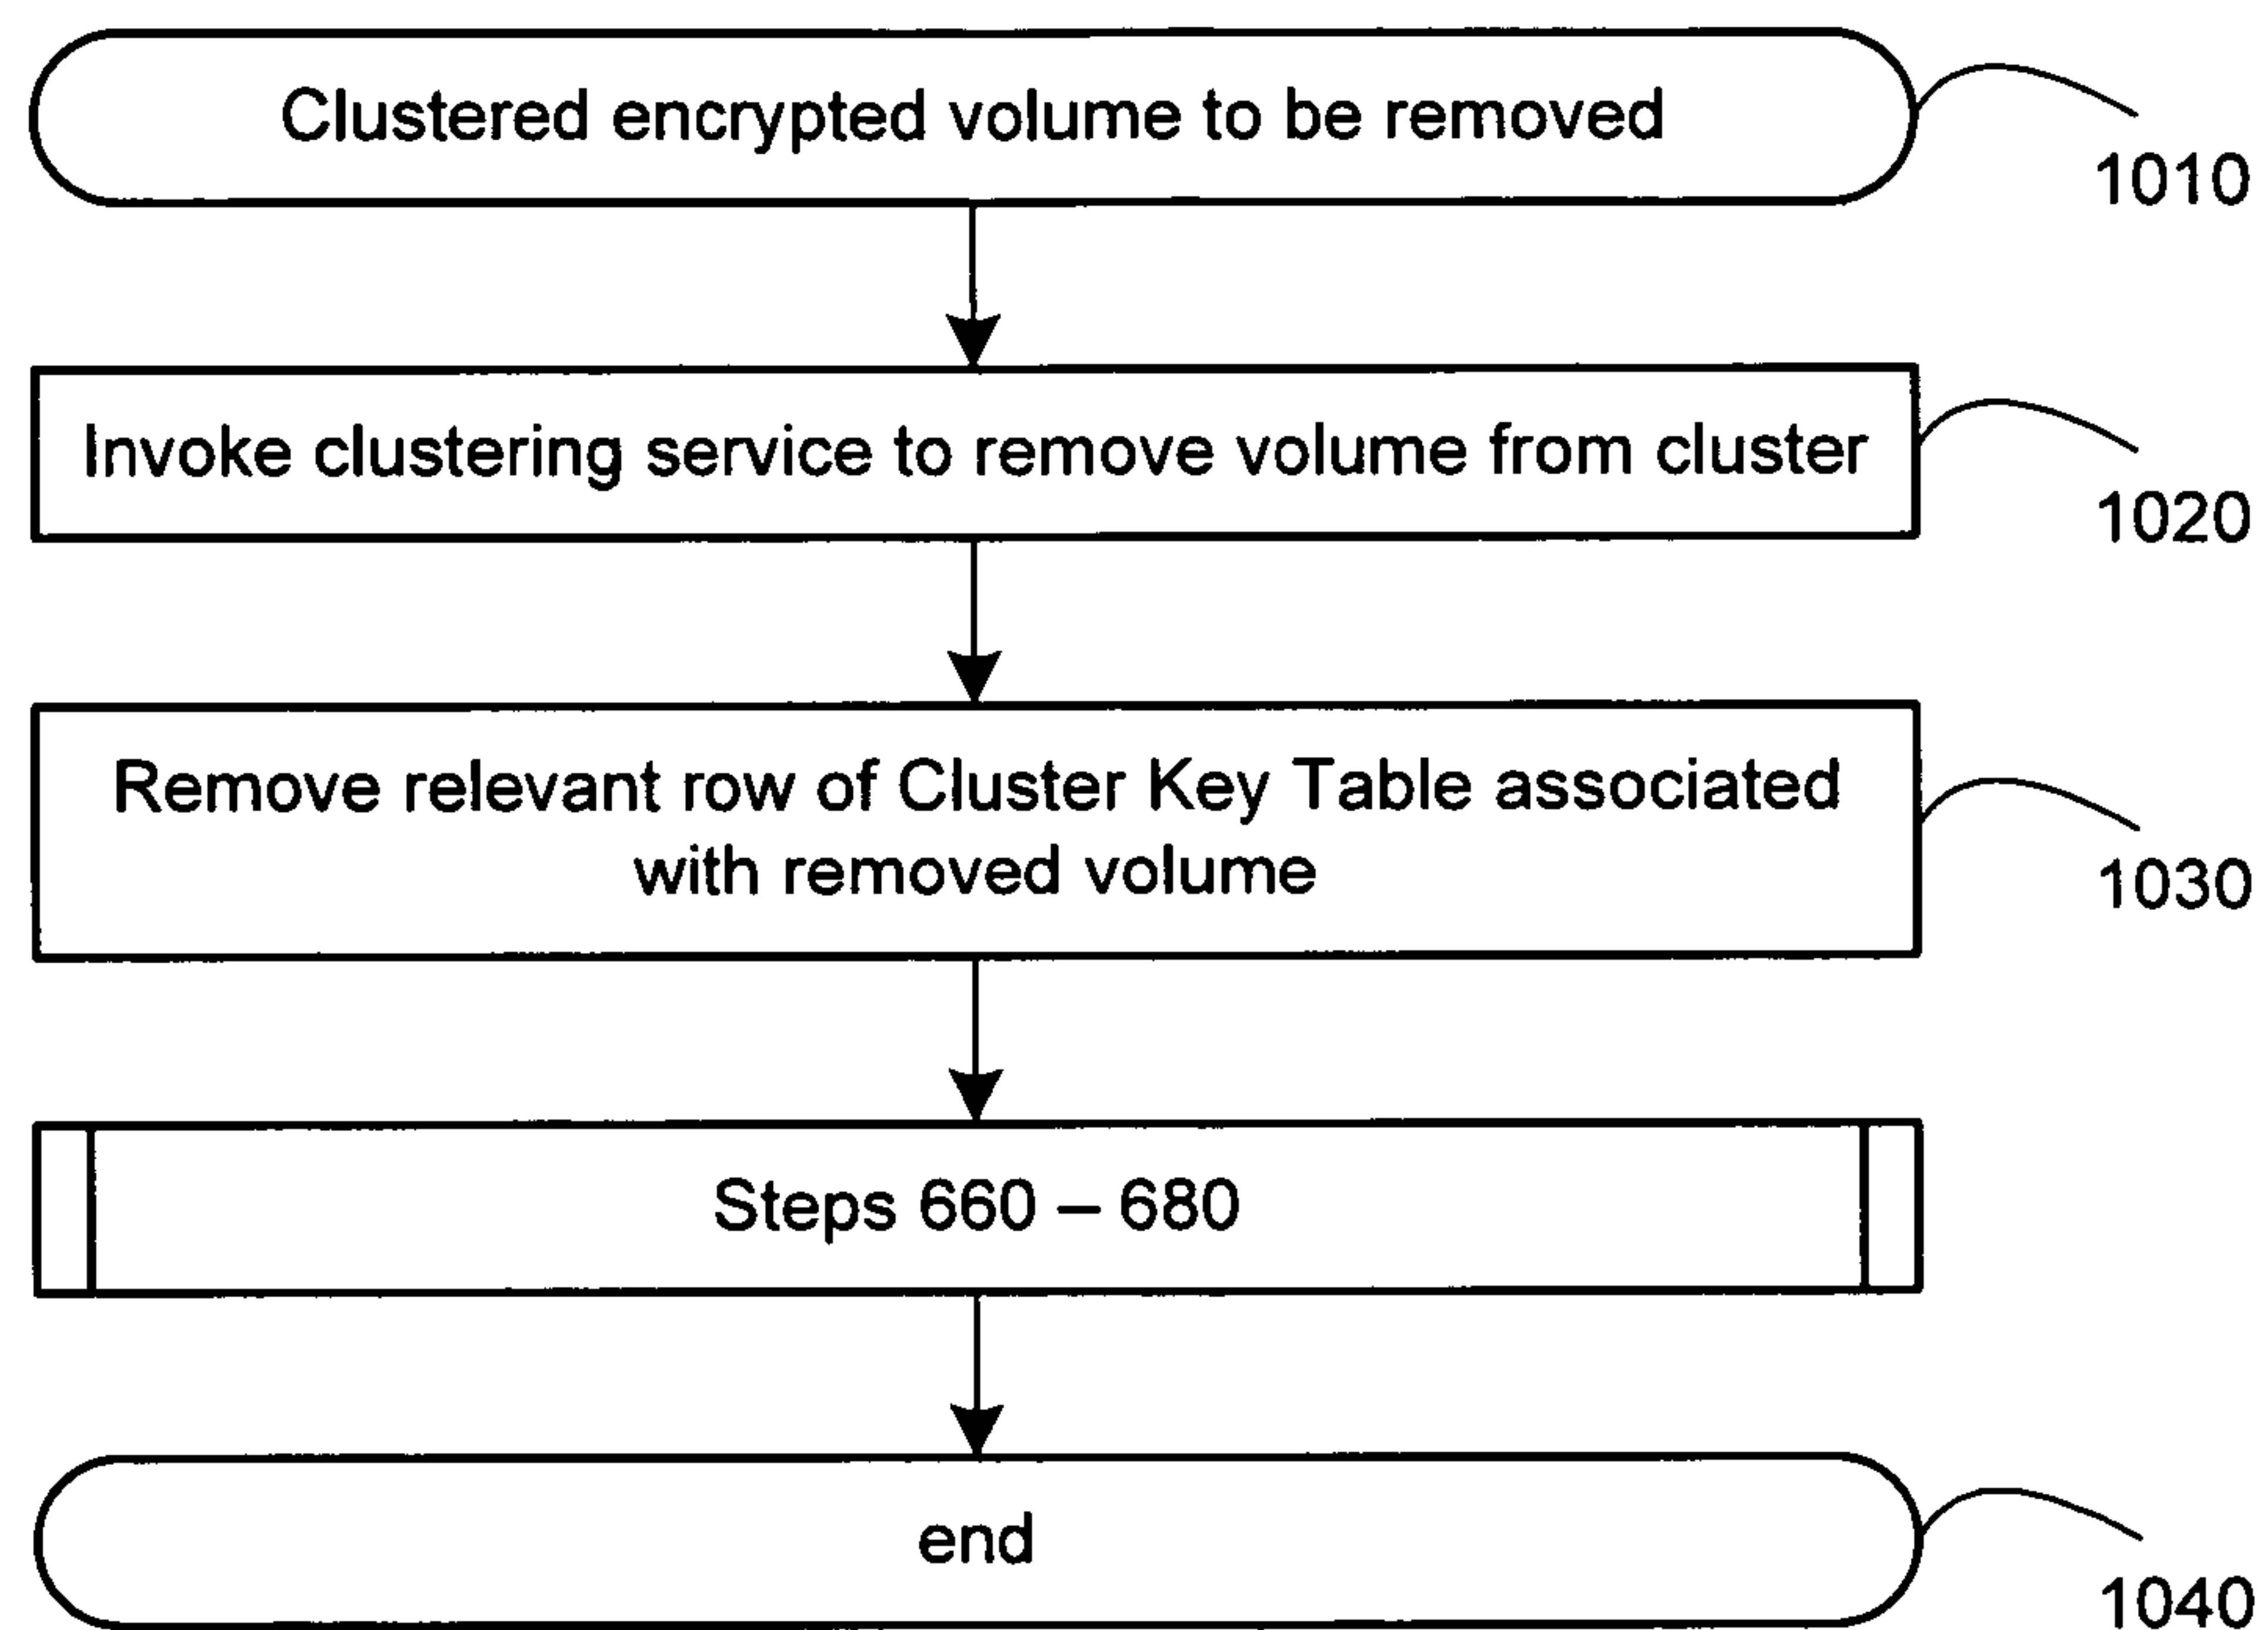 Clustered encrypted volume to be removed
1010
Invoke clustering service to remove volume from cluster
1020
Remove relevant row of Cluster Key Table associated
with removed volume
1030
Steps 660 – 680
end
1040